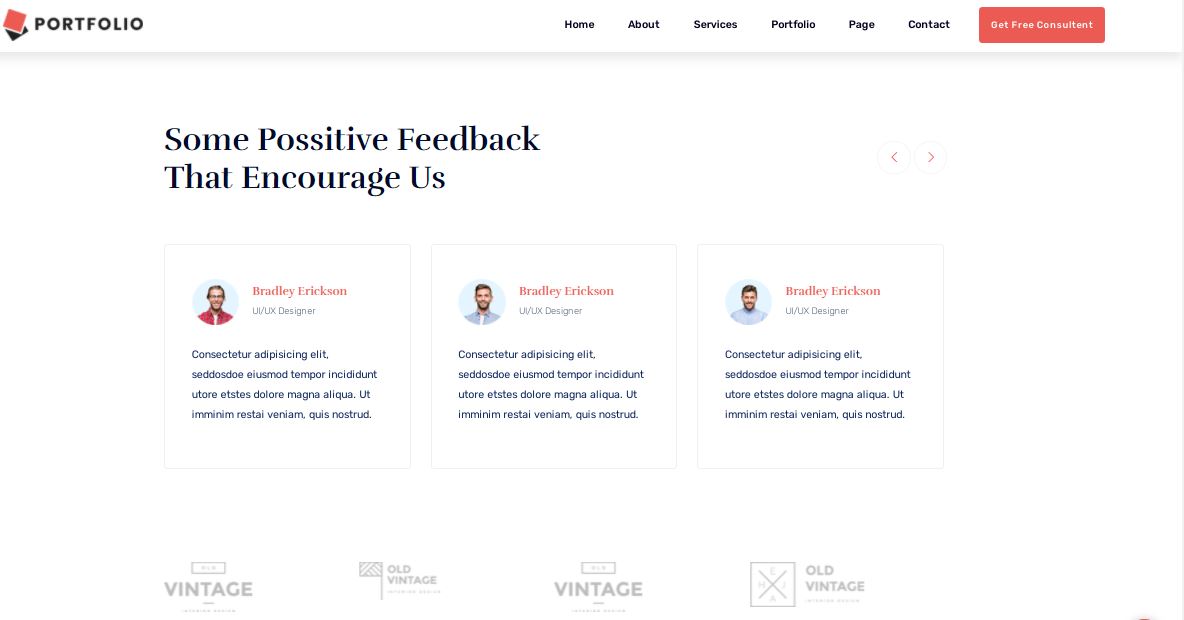 PORTFOLIO
Home
About
Services
Portfolio
Page
Contact
Get Free Consultent
Some Possitive Feedback
That Encourage Us
Bradley Erickson
UI/UX Designer
Consectetur adipisicing elit,
seddosdoe eiusmod tempor incididunt
utore etstes dolore magna aliqua. Ut
imminim restai veniam, quis nostrud.
Bradley Erickson
UI/UX Designer
Consectetur adipisicing elit,
seddosdoe eiusmod tempor incididunt
utore etstes dolore magna aliqua. Ut
imminim restai veniam, quis nostrud.
Bradley Erickson
UI/UX Designer
Consectetur adipisicing elit,
seddosdoe eiusmod tempor incididunt
utore etstes dolore magna aliqua. Ut
imminim restai veniam, quis nostrud.
OLD
VINTAGE
INTERIOR DESIGN
OLD
VINTAGE
INTERIOR DESIGN
OLD
VINTAGE
INTERIOR DESIGN
E
H J
A
OLD
VINTAGE
INTERIOR DESIGN